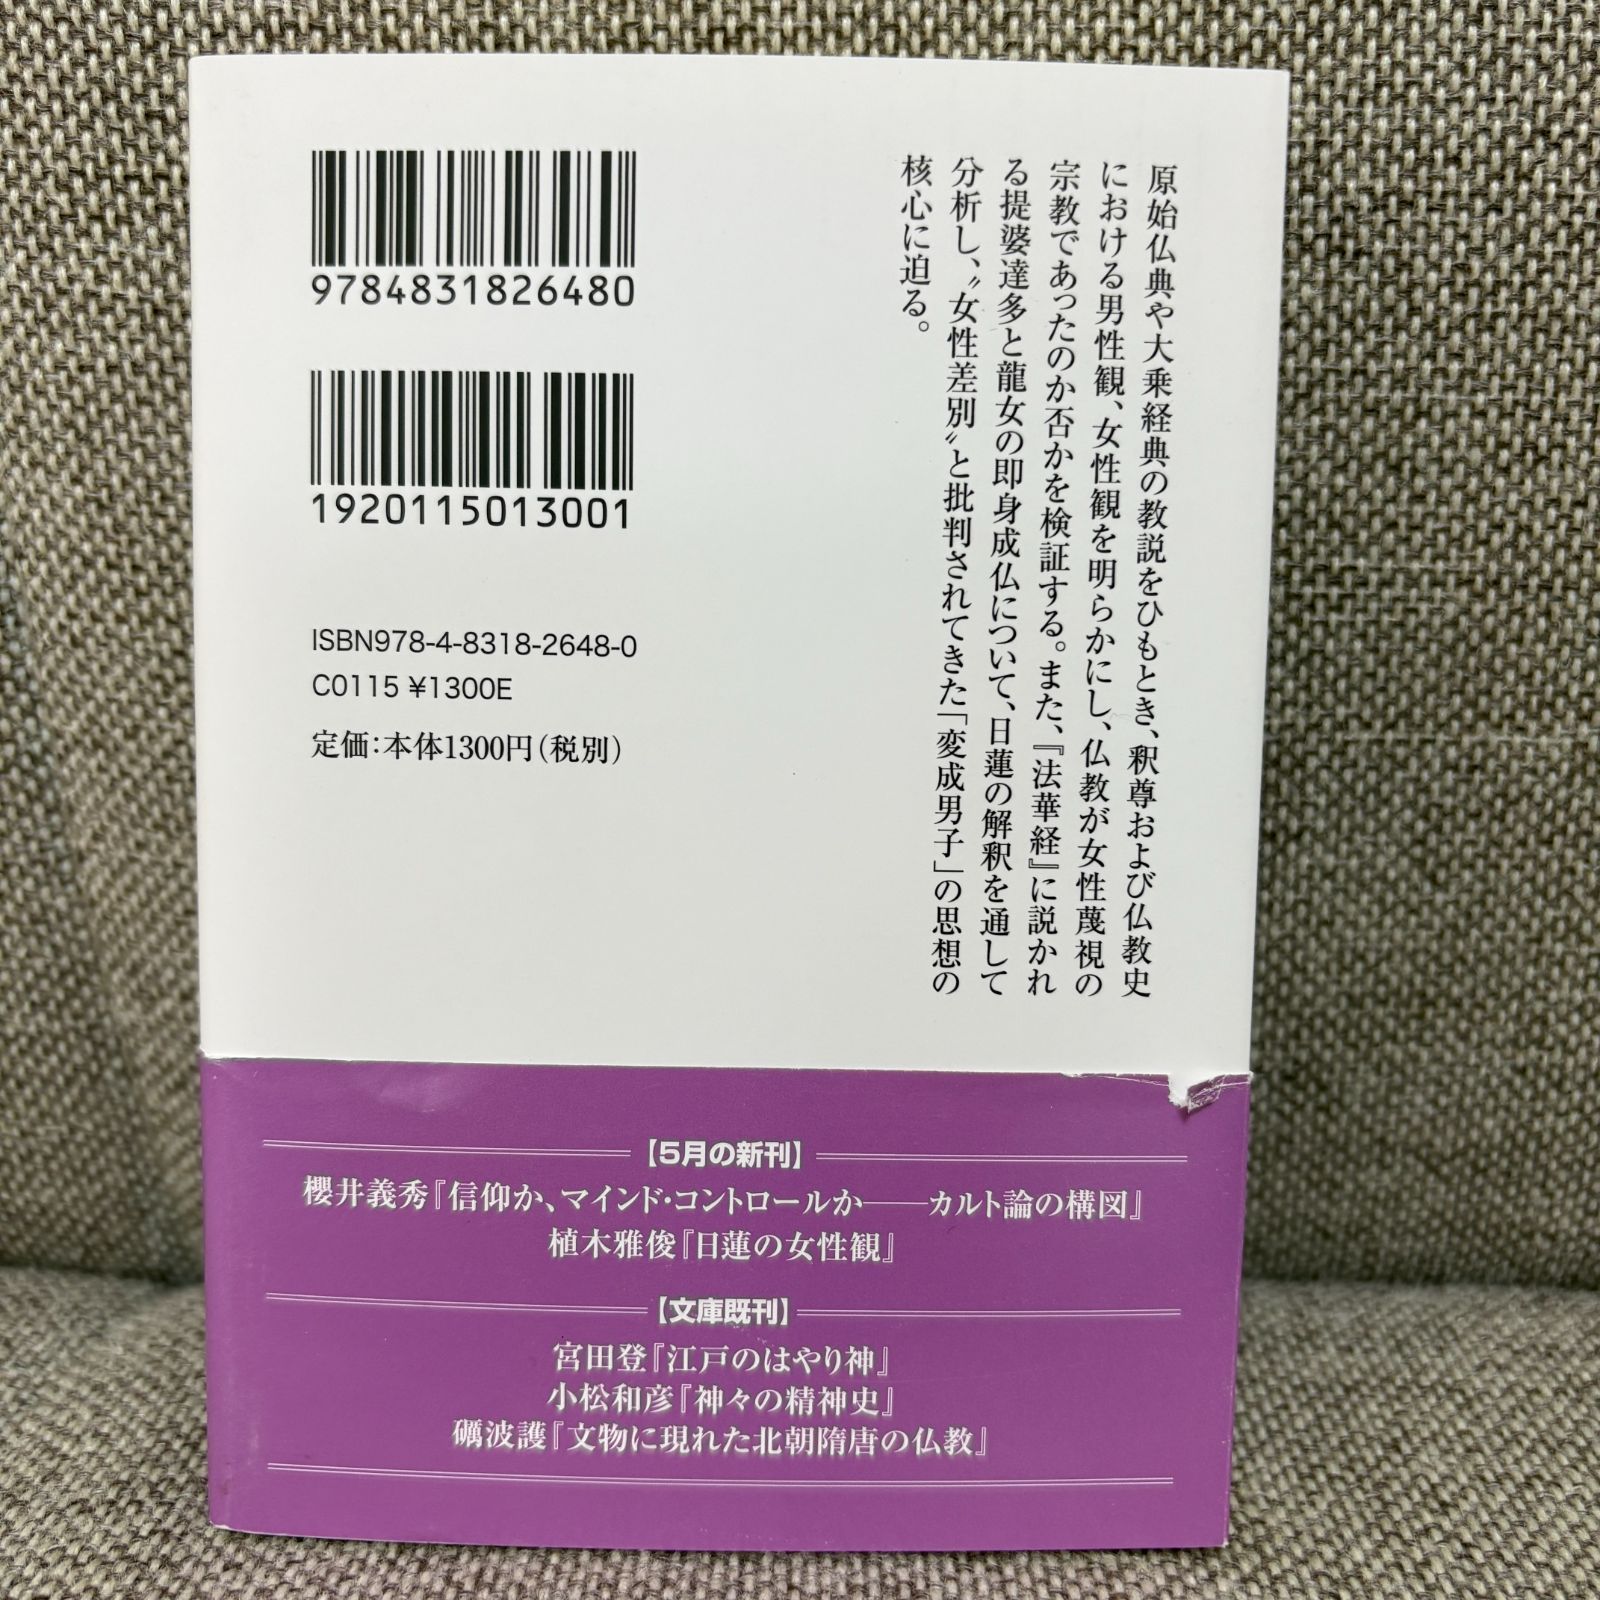 原始仏典や大乗経典の教説をひもとき、釈尊および仏教史
における男性観、女性観を明らかにし、仏教が女性蔑視の
宗教であったのか否かを検証する。また、『法華経』に説かれ
る提婆達多と龍女の即身成仏について、日蓮の解釈を通して
分析し、〝女性差別〟と批判されてきた「変成男子」の思想の
核心に迫る。
9784831826480
1920115013001
ISBN978-4-8318-2648-0
C0115 ¥1300E
定価：本体1300円（税別）
【5月の新刊】
櫻井義秀『信仰か、マインド・コントロールか――カルト論の構図』
植木雅俊『日蓮の女性観』
【文庫既刊】
宮田登『江戸のはやり神』
小松和彦『神々の精神史』
礪波護『文物に現れた北朝隋唐の仏教』